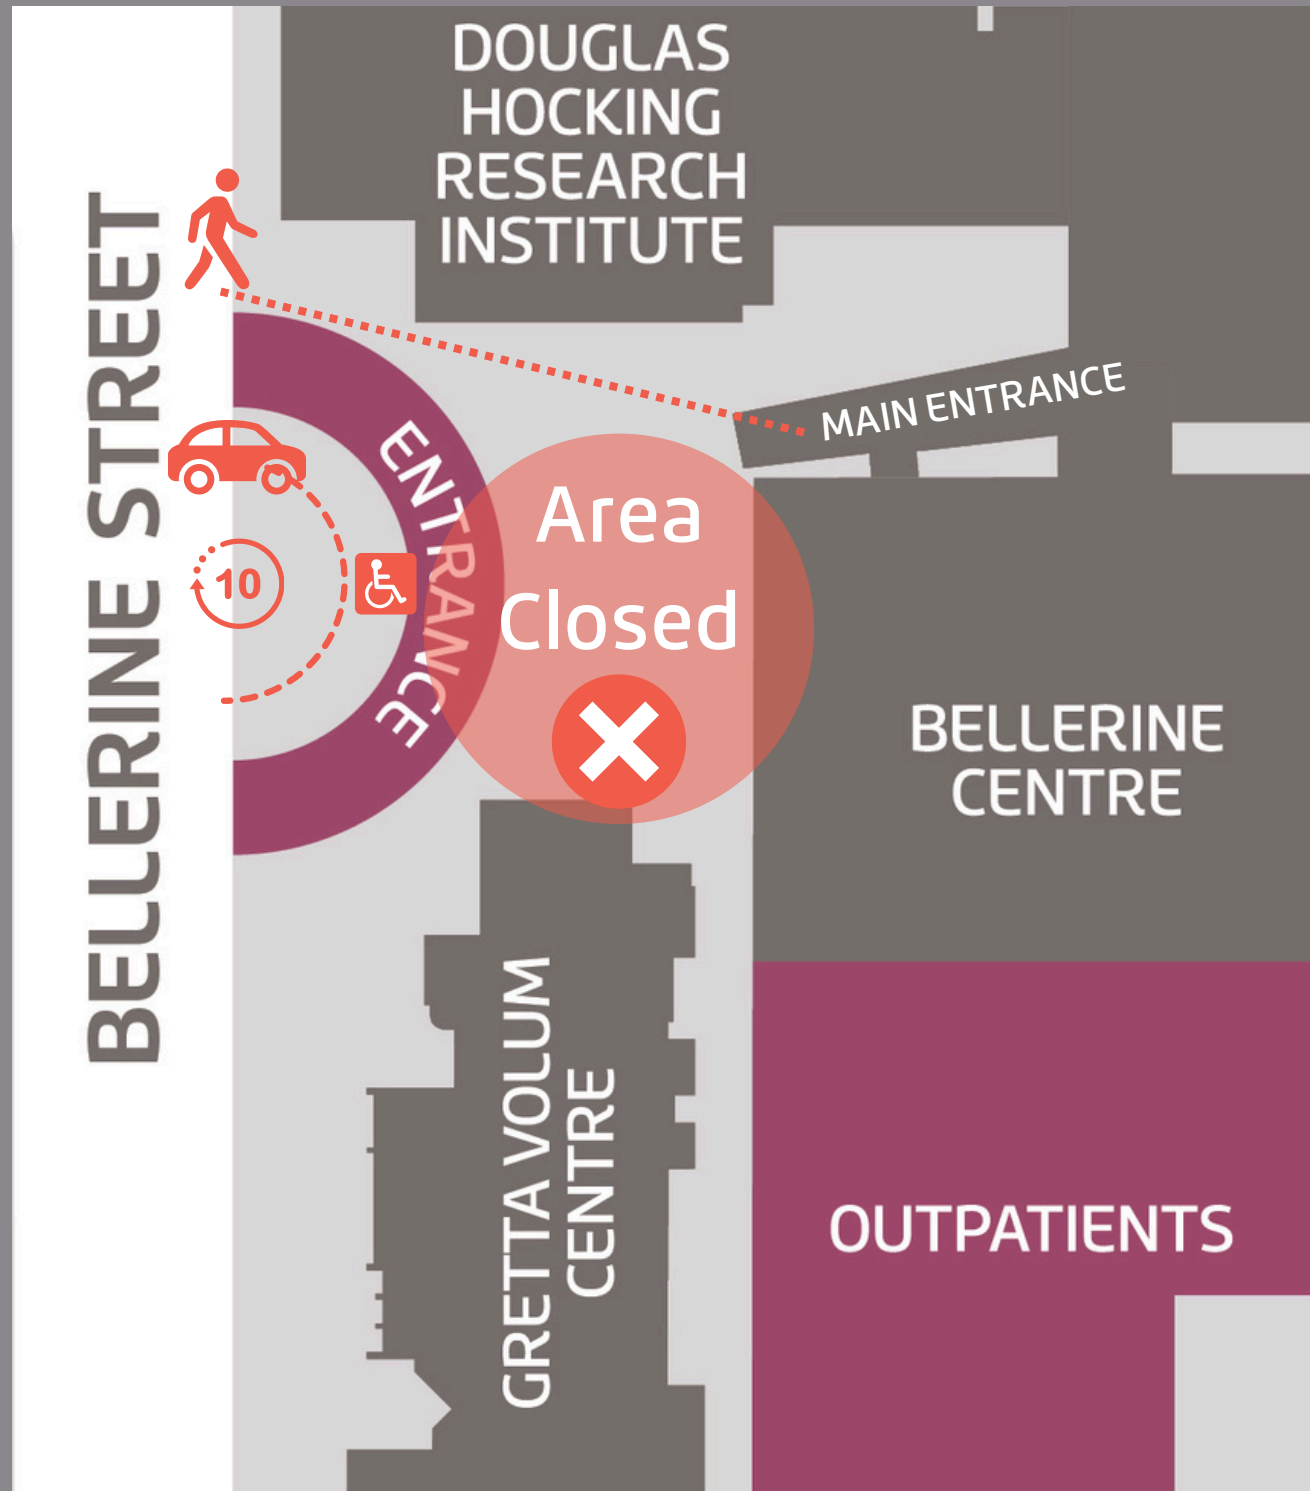 DOUGLAS
HOCKING
RESEARCH
INSTITUTE
BELLERINE STREET
MAIN ENTRANCE
ENTRANCE
Area
Closed
10
BELLERINE
CENTRE
GRETTA VOLUM
CENTRE
OUTPATIENTS